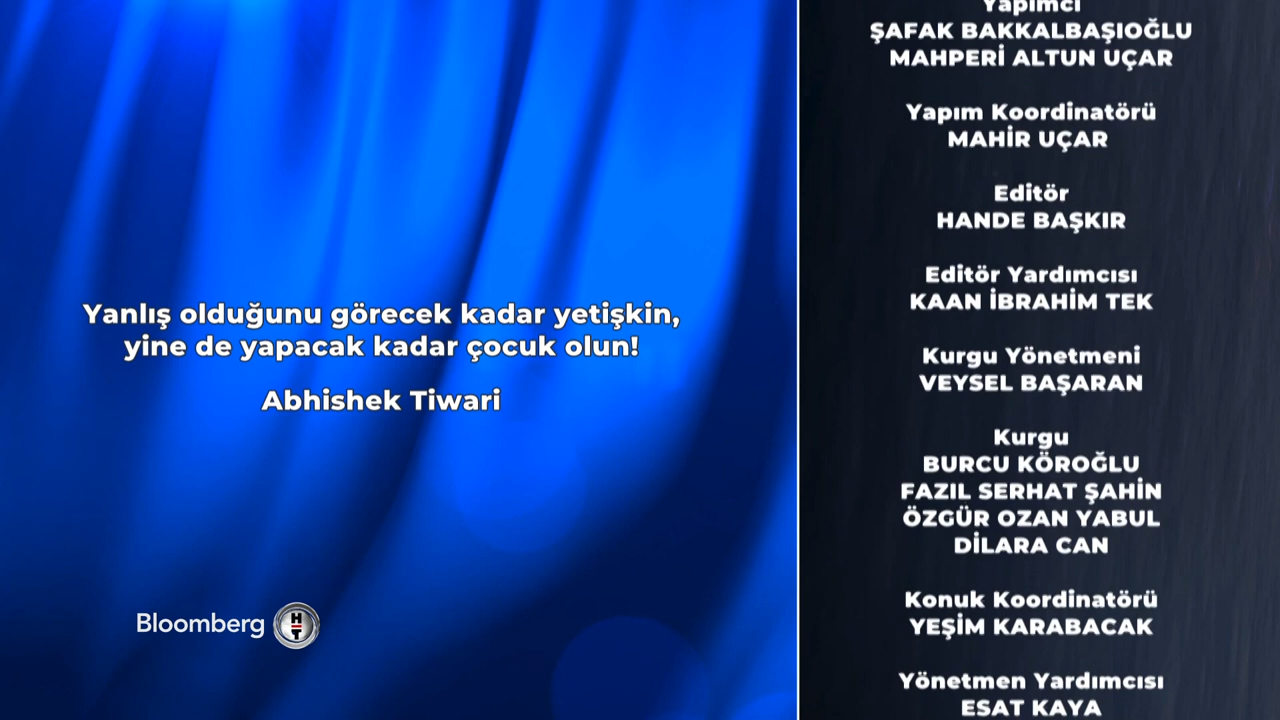 Yanlış olduğunu görecek kadar yetişkin,
yine de yapacak kadar çocuk olun!
Abhishek Tiwari
Bloomberg HT
Yapımcı
ŞAFAK BAKKALBAŞIOĞLU
MAHPERİ ALTUN UÇAR
Yapım Koordinatörü
MAHİR UÇAR
Editör
HANDE BAŞKIR
Editör Yardımcısı
KAAN İBRAHİM TEK
Kurgu Yönetmeni
VEYSEL BAŞARAN
Kurgu
BURCU KÖROĞLU
FAZIL SERHAT ŞAHİN
ÖZGÜR OZAN YABUL
DİLARA CAN
Konuk Koordinatörü
YEŞİM KARABACAK
Yönetmen Yardımcısı
ESAT KAYA